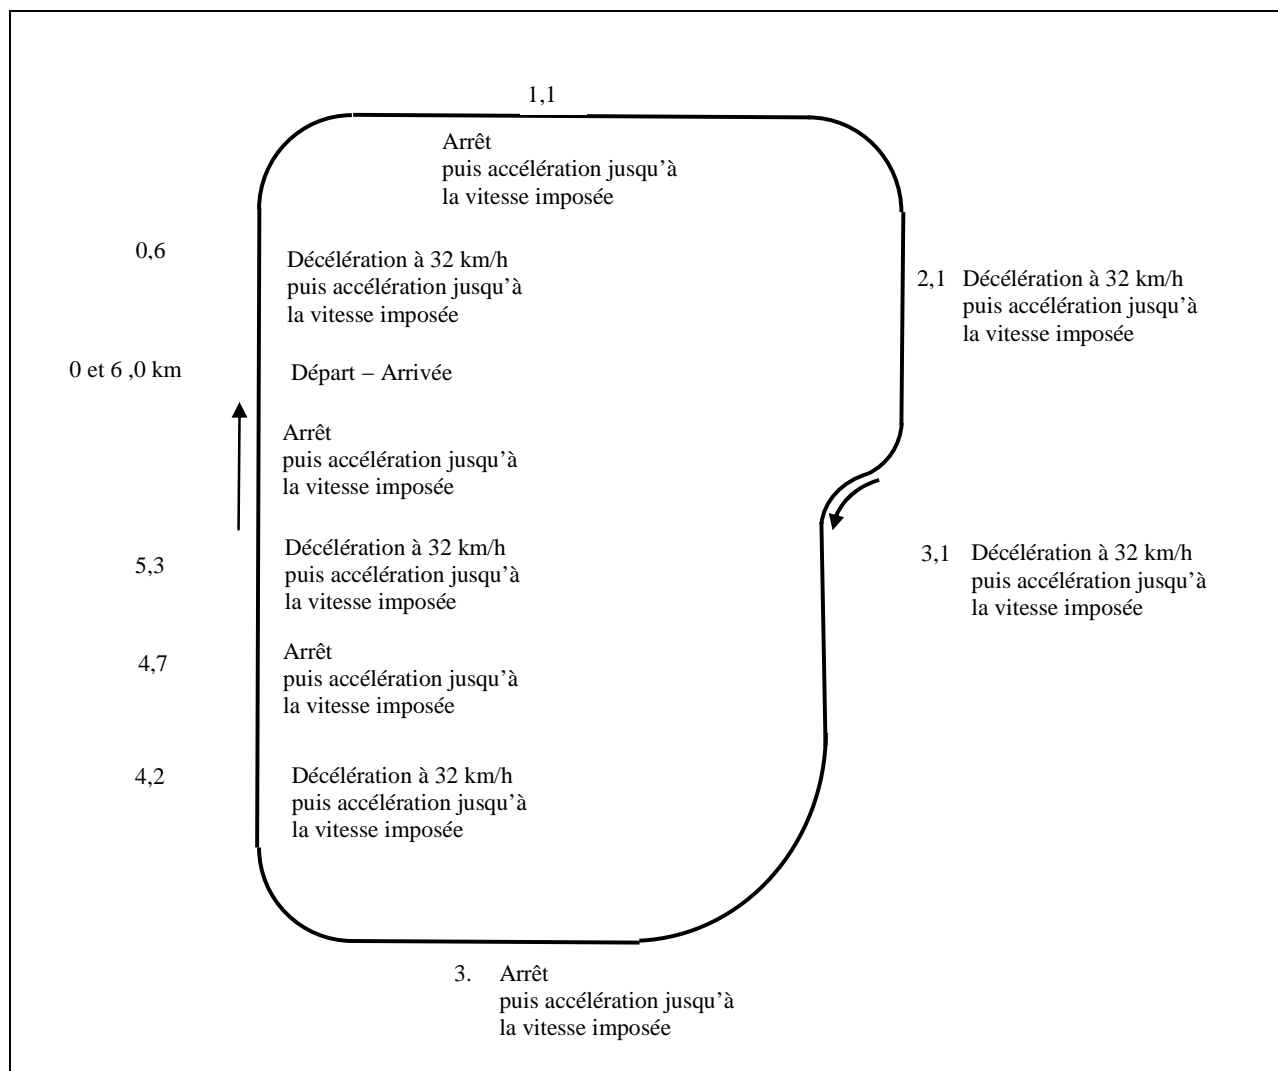 1,1
Arrêt
puis accélération jusqu’à
la vitesse imposée
0,6
Décélération à 32 km/h
puis accélération jusqu’à
la vitesse imposée
2,1 Décélération à 32 km/h
puis accélération jusqu’à
la vitesse imposée
0 et 6 ,0 km
Départ – Arrivée
Arrêt
puis accélération jusqu’à
la vitesse imposée
5,3
Décélération à 32 km/h
puis accélération jusqu’à
la vitesse imposée
3,1 Décélération à 32 km/h
puis accélération jusqu’à
la vitesse imposée
4,7
Arrêt
puis accélération jusqu’à
la vitesse imposée
4,2
Décélération à 32 km/h
puis accélération jusqu’à
la vitesse imposée
3. Arrêt
puis accélération jusqu’à
la vitesse imposée